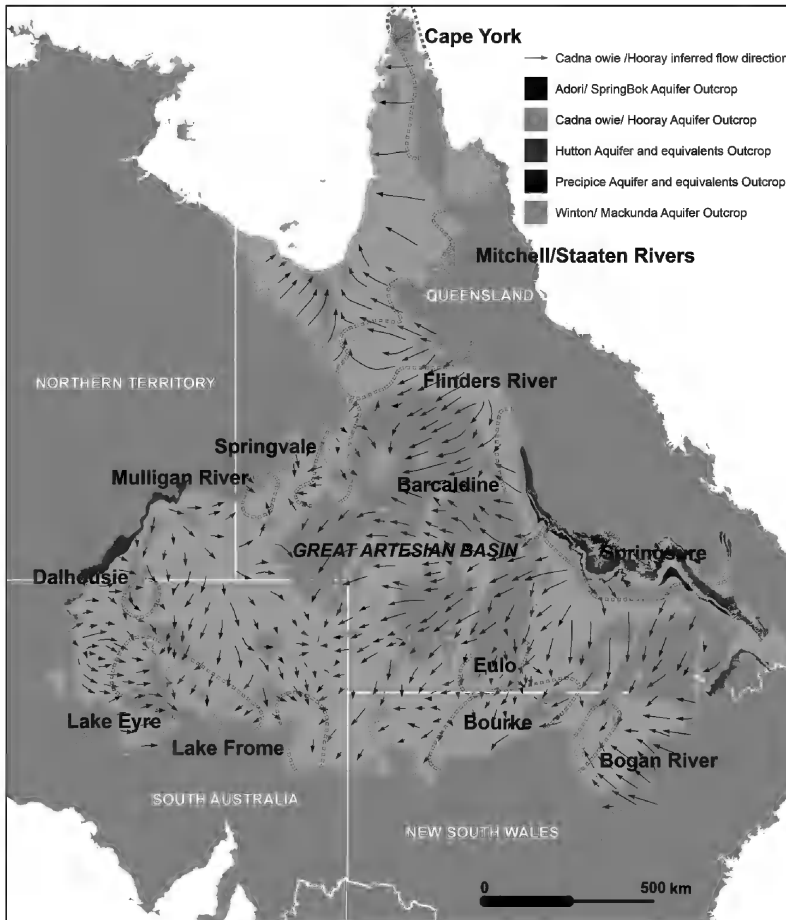 Cape York
Cadna owie /Hooray inferred flow direction
Adori/ SpringBok Aquifer Outcrop
Cadna owie/ Hooray Aquifer Outcrop
Hutton Aquifer and equivalents Outcrop
Precipice Aquifer and equivalents Outcrop
Winton/ Mackunda Aquifer Outcrop
Mitchell/Staaten Rivers
QUEENSLAND
NORTHERN TERRITORY
Flinders River
Springvale
Mulligan River
Barcaldine
GREAT ARTESIAN BASIN
Springsure
Dalhousie
Eulo
Lake Eyre
Bourke
Lake Frome
Bogan River
SOUTH AUSTRALIA
NEW SOUTH WALES
0 500 km